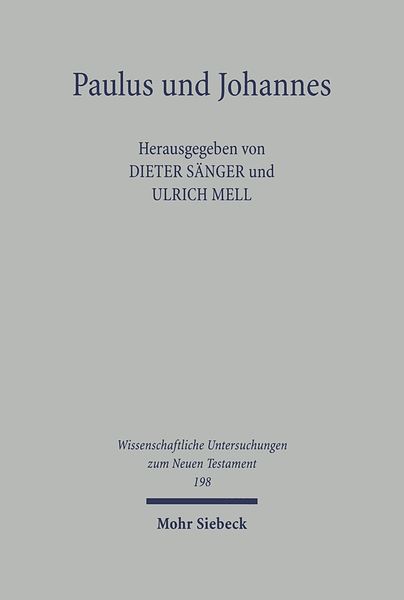 Paulus und Johannes
Herausgegeben von
DIETER SÄNGER und
ULRICH MELL
Wissenschaftliche Untersuchungen
zum Neuen Testament
198
Mohr Siebeck